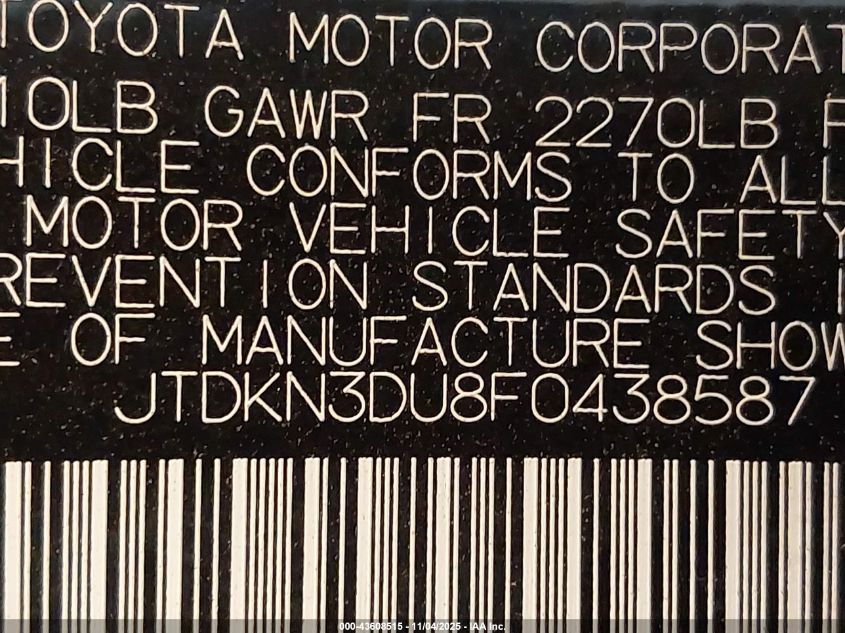 TOYOTA MOTOR CORPORAT
10LB GAWR FR 2270LB F
HICLE CONFORMS TO ALL
MOTOR VEHICLE SAFETY
REVENTION STANDARDS I
E OF MANUFACTURE SHOW
JTDKN3DU8F0438587
000-43608515 - 11/04/2025 - IAA Inc.